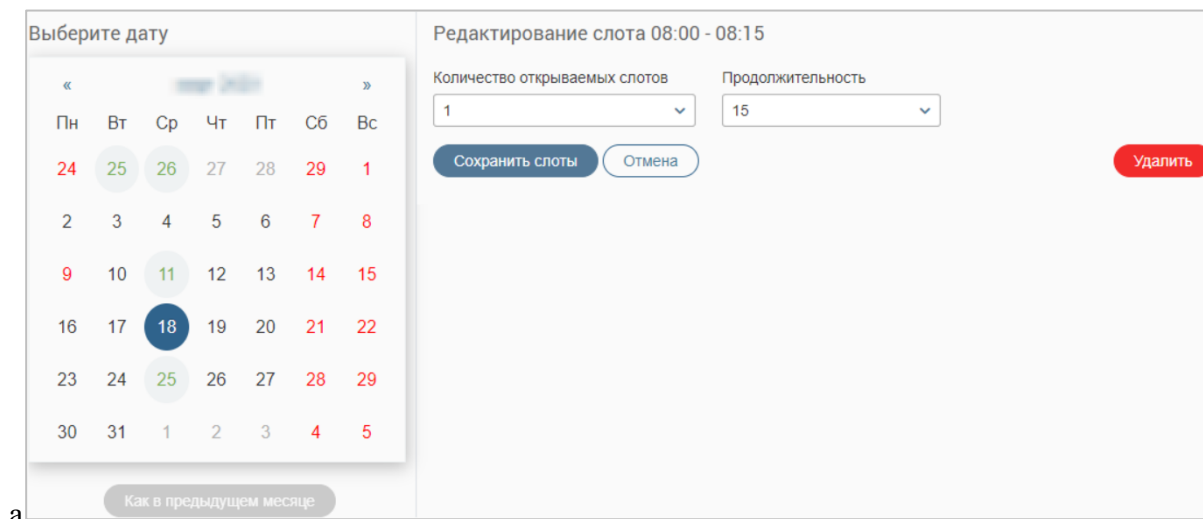 Выберите дату
« »
Пн Вт Ср Чт Пт Сб Вс
24 25 26 27 28 29 1
2 3 4 5 6 7 8
9 10 11 12 13 14 15
16 17 18 19 20 21 22
23 24 25 26 27 28 29
30 31 1 2 3 4 5
Как в предыдущем месяце
Редактирование слота 08:00 - 08:15
Количество открываемых слотов Продолжительность
1 15
Сохранить слоты Отмена Удалить
а